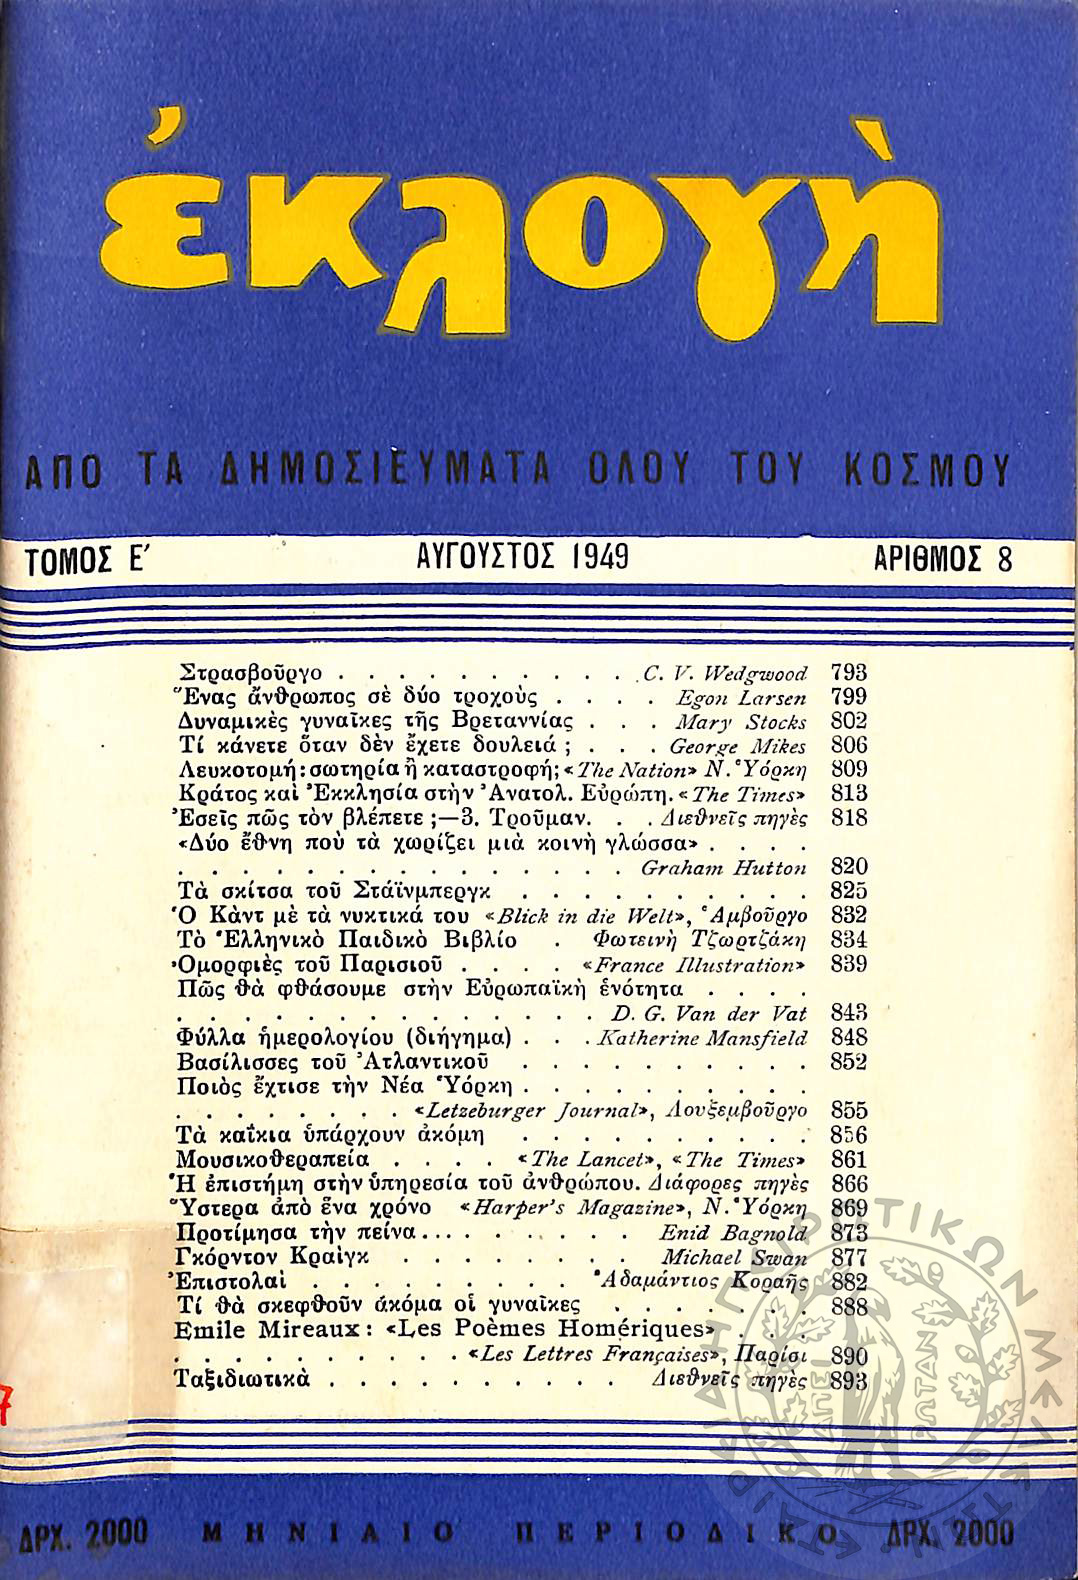 ἐκλογὴ
ΑΠΟ ΤΑ ΔΗΜΟΣΙΕΥΜΑΤΑ ΟΛΟΥ ΤΟΥ ΚΟΣΜΟΥ
ΤΟΜΟΣ Ε΄ ΑΥΓΟΥΣΤΟΣ 1949 ΑΡΙΘΜΟΣ 8
Στρασβοῦργο . . . . . . . . . . . C. V. Wedgwood 793
Ἕνας ἄνθρωπος σὲ δύο τροχοὺς . . . . Egon Larsen 799
Δυναμικὲς γυναῖκες τῆς Βρεταννίας . . . Mary Stocks 802
Τί κάνετε ὅταν δὲν ἔχετε δουλειά ; . . . George Mikes 806
Λευκοτομή : σωτηρία ἢ καταστροφή; «The Nation» Ν. Ὑόρκη 809
Κράτος καὶ Ἐκκλησία στὴν Ἀνατολ. Εὐρώπη. «The Times» 813
Ἐσεῖς πῶς τὸν βλέπετε ;—3. Τροῦμαν. . . Διεθνεῖς πηγὲς 818
«Δύο ἔθνη ποὺ τὰ χωρίζει μιὰ κοινὴ γλώσσα» . . . .
. . . . . . . . . . . . . . . . . Graham Hutton 820
Τὰ σκίτσα τοῦ Στάϊνμπεργκ . . . . . . . . . . 825
Ὁ Κὰντ μὲ τὰ νυκτικά του «Blick in die Welt», Ἁμβοῦργο 832
Τὸ Ἑλληνικὸ Παιδικὸ Βιβλίο . Φωτεινὴ Τζωρτζάκη 834
Ὀμορφιὲς τοῦ Παρισιοῦ . . . . «France Illustration» 839
Πῶς θὰ φθάσουμε στὴν Εὐρωπαϊκὴ ἑνότητα . . . .
. . . . . . . . . . . . . . . D. G. Van der Vat 843
Φύλλα ἡμερολογίου (διήγημα) . . . Katherine Mansfield 848
Βασίλισσες τοῦ Ἀτλαντικοῦ . . . . . . . . . . 852
Ποιὸς ἔχτισε τὴν Νέα Ὑόρκη . . . . . . . . . .
. . . . . . . . «Letzeburger Journal», Λουξεμβοῦργο 855
Τὰ καΐκια ὑπάρχουν ἀκόμη . . . . . . . . . . 856
Μουσικοθεραπεία . . . . «The Lancet», «The Times» 861
Ἡ ἐπιστήμη στὴν ὑπηρεσία τοῦ ἀνθρώπου. Διάφορες πηγὲς 866
Ὕστερα ἀπὸ ἕνα χρόνο «Harper's Magazine», Ν. Ὑόρκη 869
Προτίμησα τὴν πείνα... . . . . . . . . Enid Bagnold 873
Γκόρντον Κραὶγκ . . . . . . . . . Michael Swan 877
Ἐπιστολαὶ . . . . . . . . . Ἀδαμάντιος Κοραῆς 882
Τί θὰ σκεφθοῦν ἀκόμα οἱ γυναῖκες . . . . . . . 888
Emile Mireaux : «Les Poèmes Homériques» . . .
. . . . . . . . . . «Les Lettres Françaises», Παρίσι 890
Ταξιδιωτικὰ . . . . . . . . . . Διεθνεῖς πηγὲς 893
ΔΡΧ. 2000 ΜΗΝΙΑΙΟ ΠΕΡΙΟΔΙΚΟ ΔΡΧ. 2000